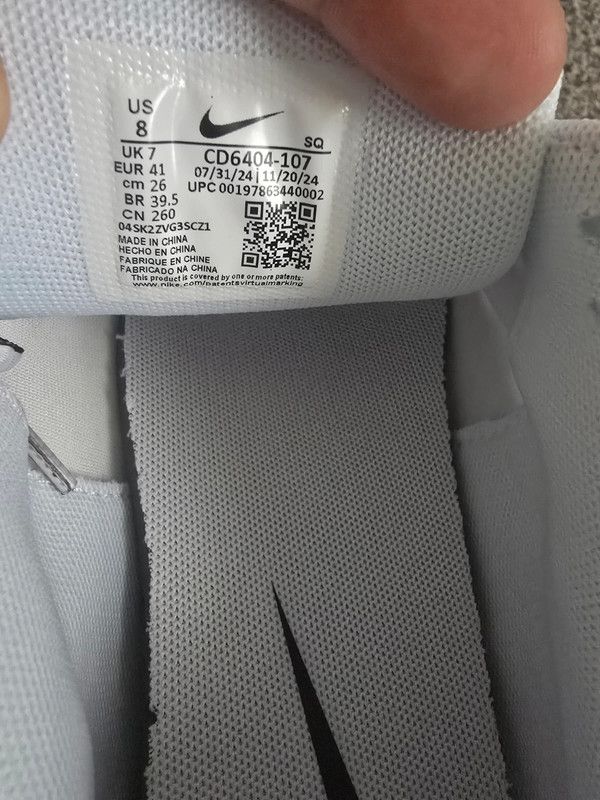 US
8
SQ
UK 7
CD6404-107
EUR 41
07/31/24 | 11/20/24
cm 26
UPC 00197863440002
BR 39.5
CN 260
04SK2ZVG3SCZ1
MADE IN CHINA
HECHO EN CHINA
FABRIQUE EN CHINE
FABRICADO NA CHINA
This product is covered by one or more patents:
www.nike.com/patentsvirtualmarking